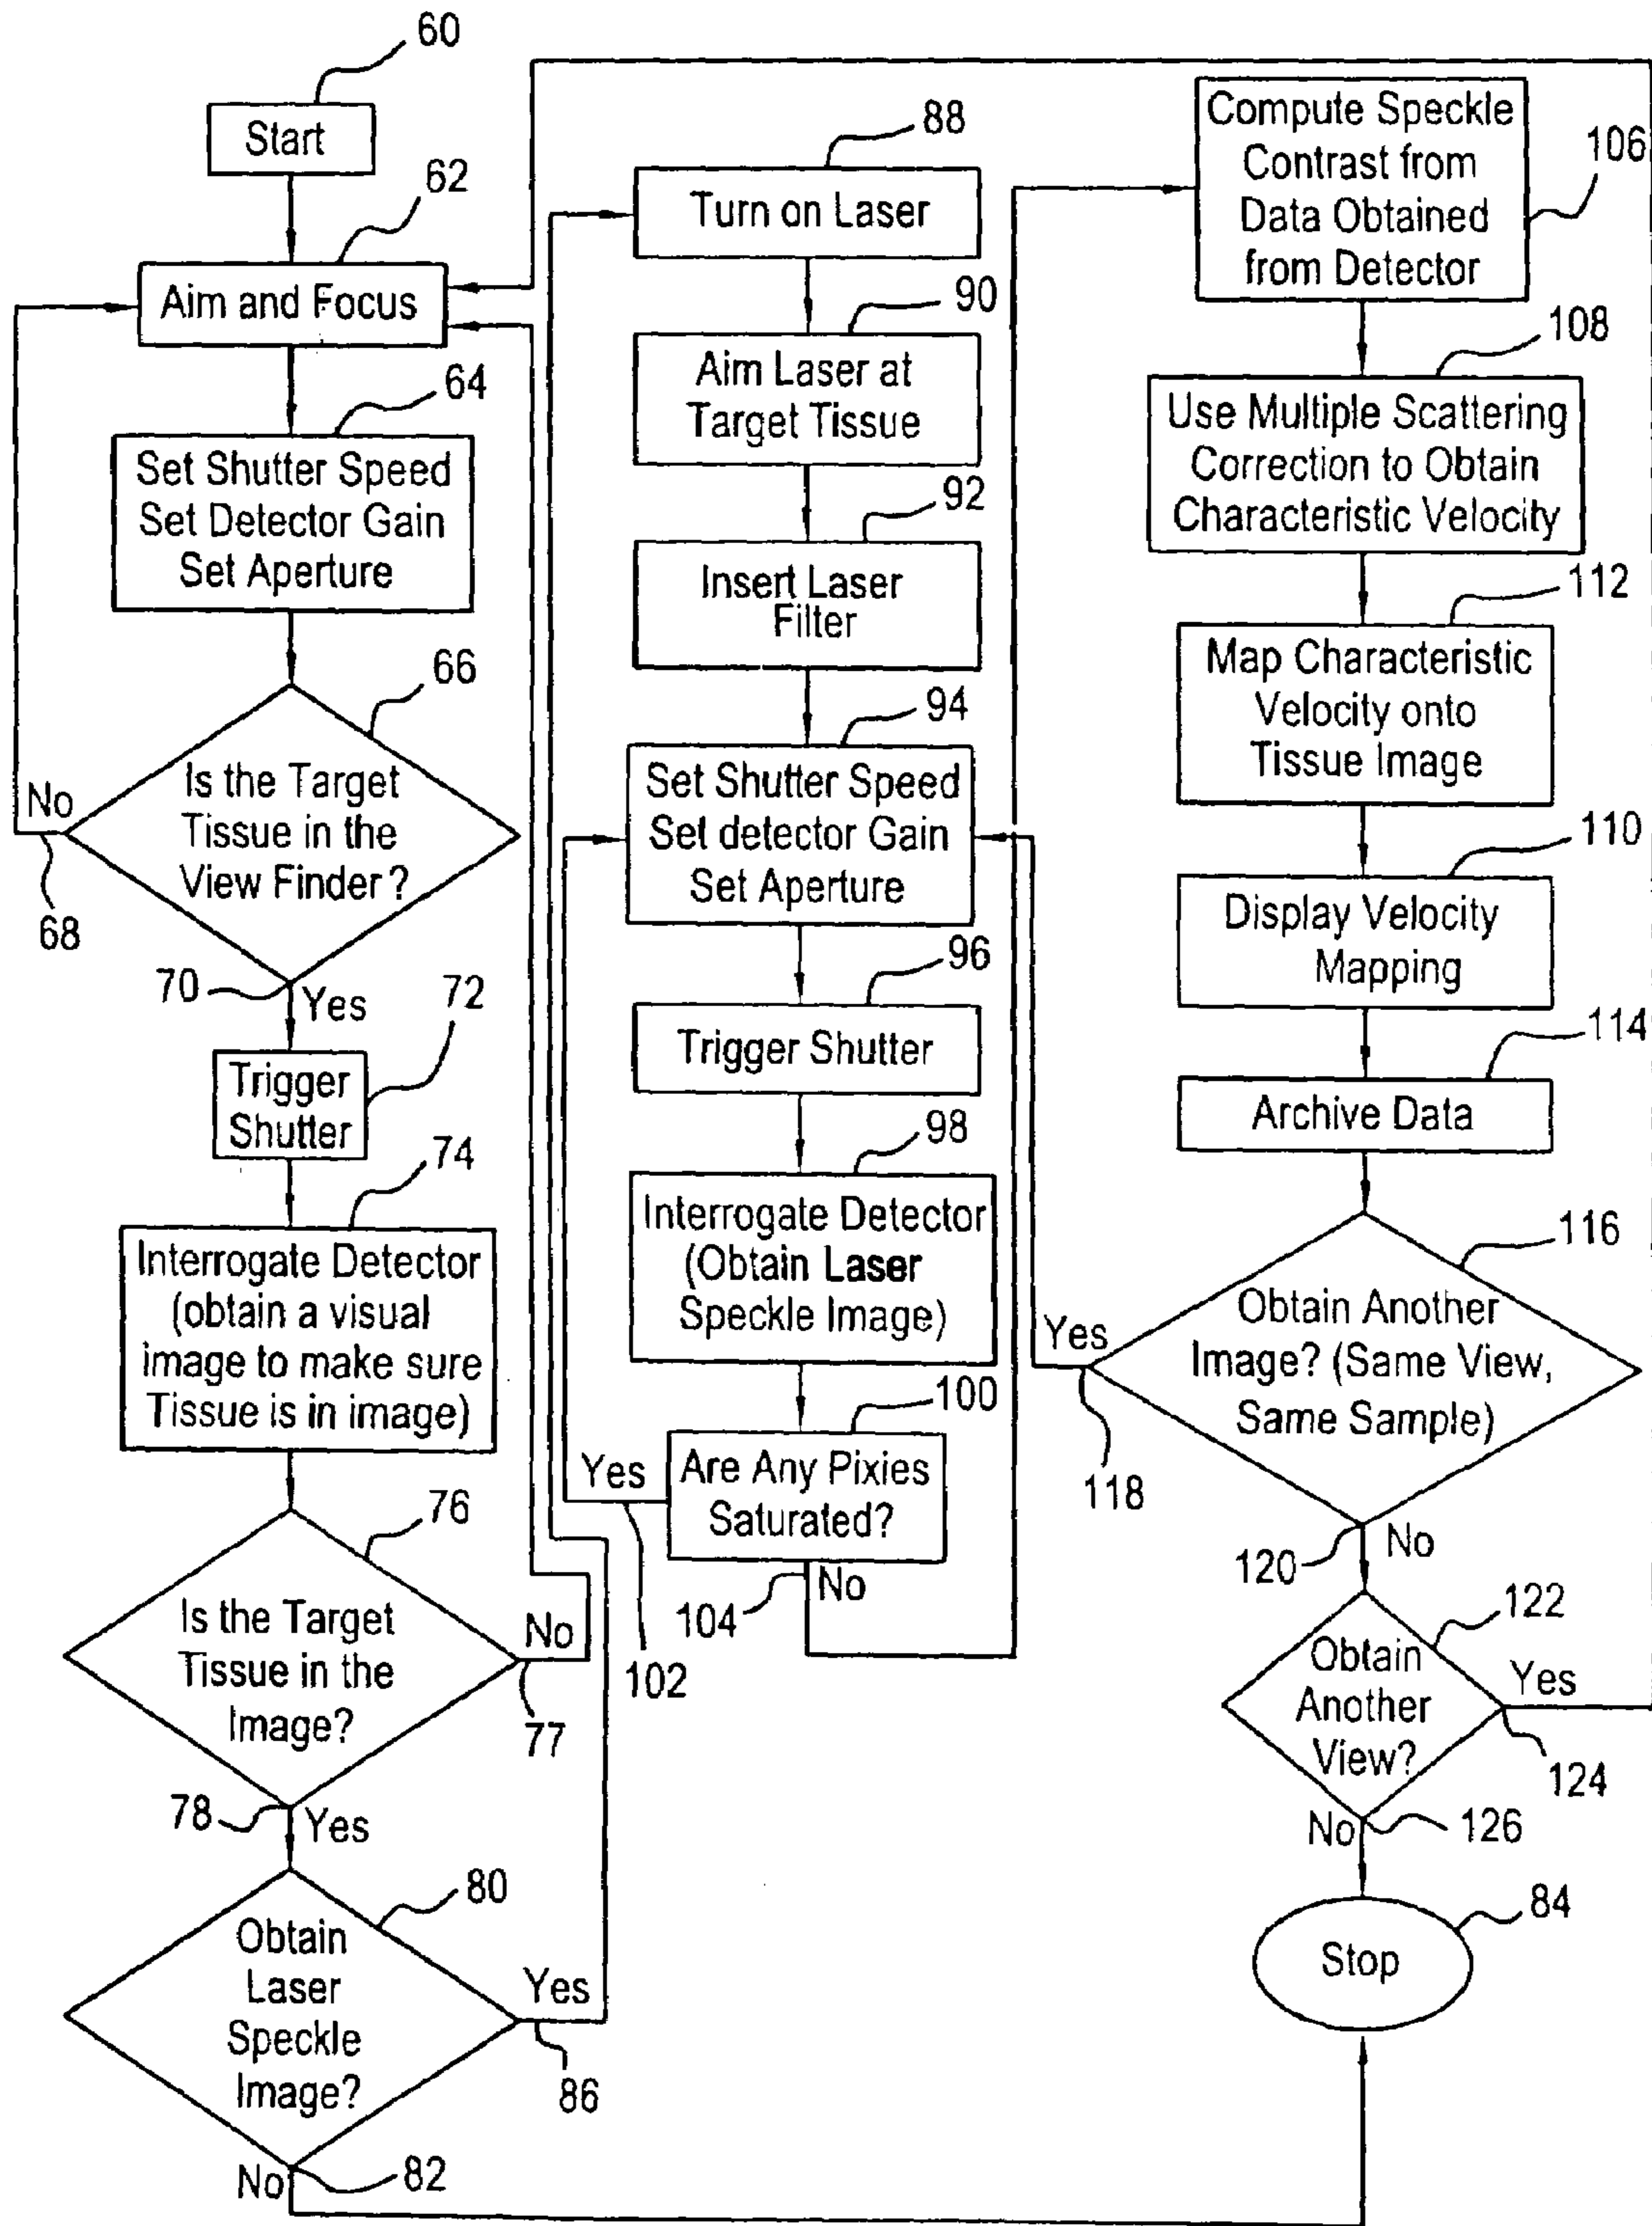 60
Start
62
Aim and Focus
64
Set Shutter Speed
Set Detector Gain
Set Aperture
66
Is the Target
Tissue in the
View Finder?
No
68
70
Yes
72
Trigger
Shutter
74
Interrogate Detector
(obtain a visual
image to make sure
Tissue is in image)
76
Is the Target
Tissue in the
Image?
No
77
78
Yes
80
Obtain
Laser
Speckle
Image?
Yes
86
No
82
88
Turn on Laser
90
Aim Laser at
Target Tissue
92
Insert Laser
Filter
94
Set Shutter Speed
Set detector Gain
Set Aperture
96
Trigger Shutter
98
Interrogate Detector
(Obtain Laser
Speckle Image)
100
Are Any Pixies
Saturated?
Yes
102
104
No
Compute Speckle
Contrast from
Data Obtained
from Detector
106
108
Use Multiple Scattering
Correction to Obtain
Characteristic Velocity
112
Map Characteristic
Velocity onto
Tissue Image
110
Display Velocity
Mapping
114
Archive Data
116
Obtain Another
Image? (Same View,
Same Sample)
Yes
118
120
No
122
Obtain
Another
View?
Yes
124
No
126
84
Stop